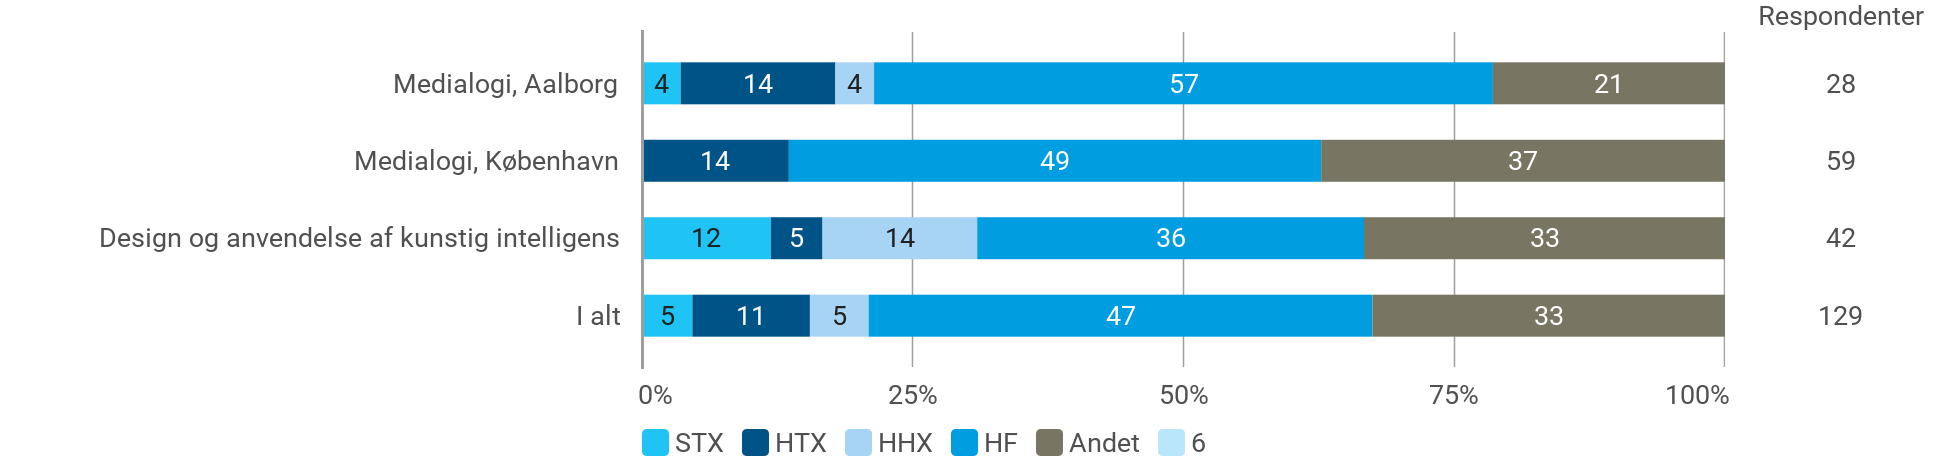 Respondenter
Medialogi, Aalborg 4 14 4 57 21 28
Medialogi, København 14 49 37 59
Design og anvendelse af kunstig intelligens 12 5 14 36 33 42
I alt 5 11 5 47 33 129
0% 25% 50% 75% 100%
STX HTX HHX HF Andet 6